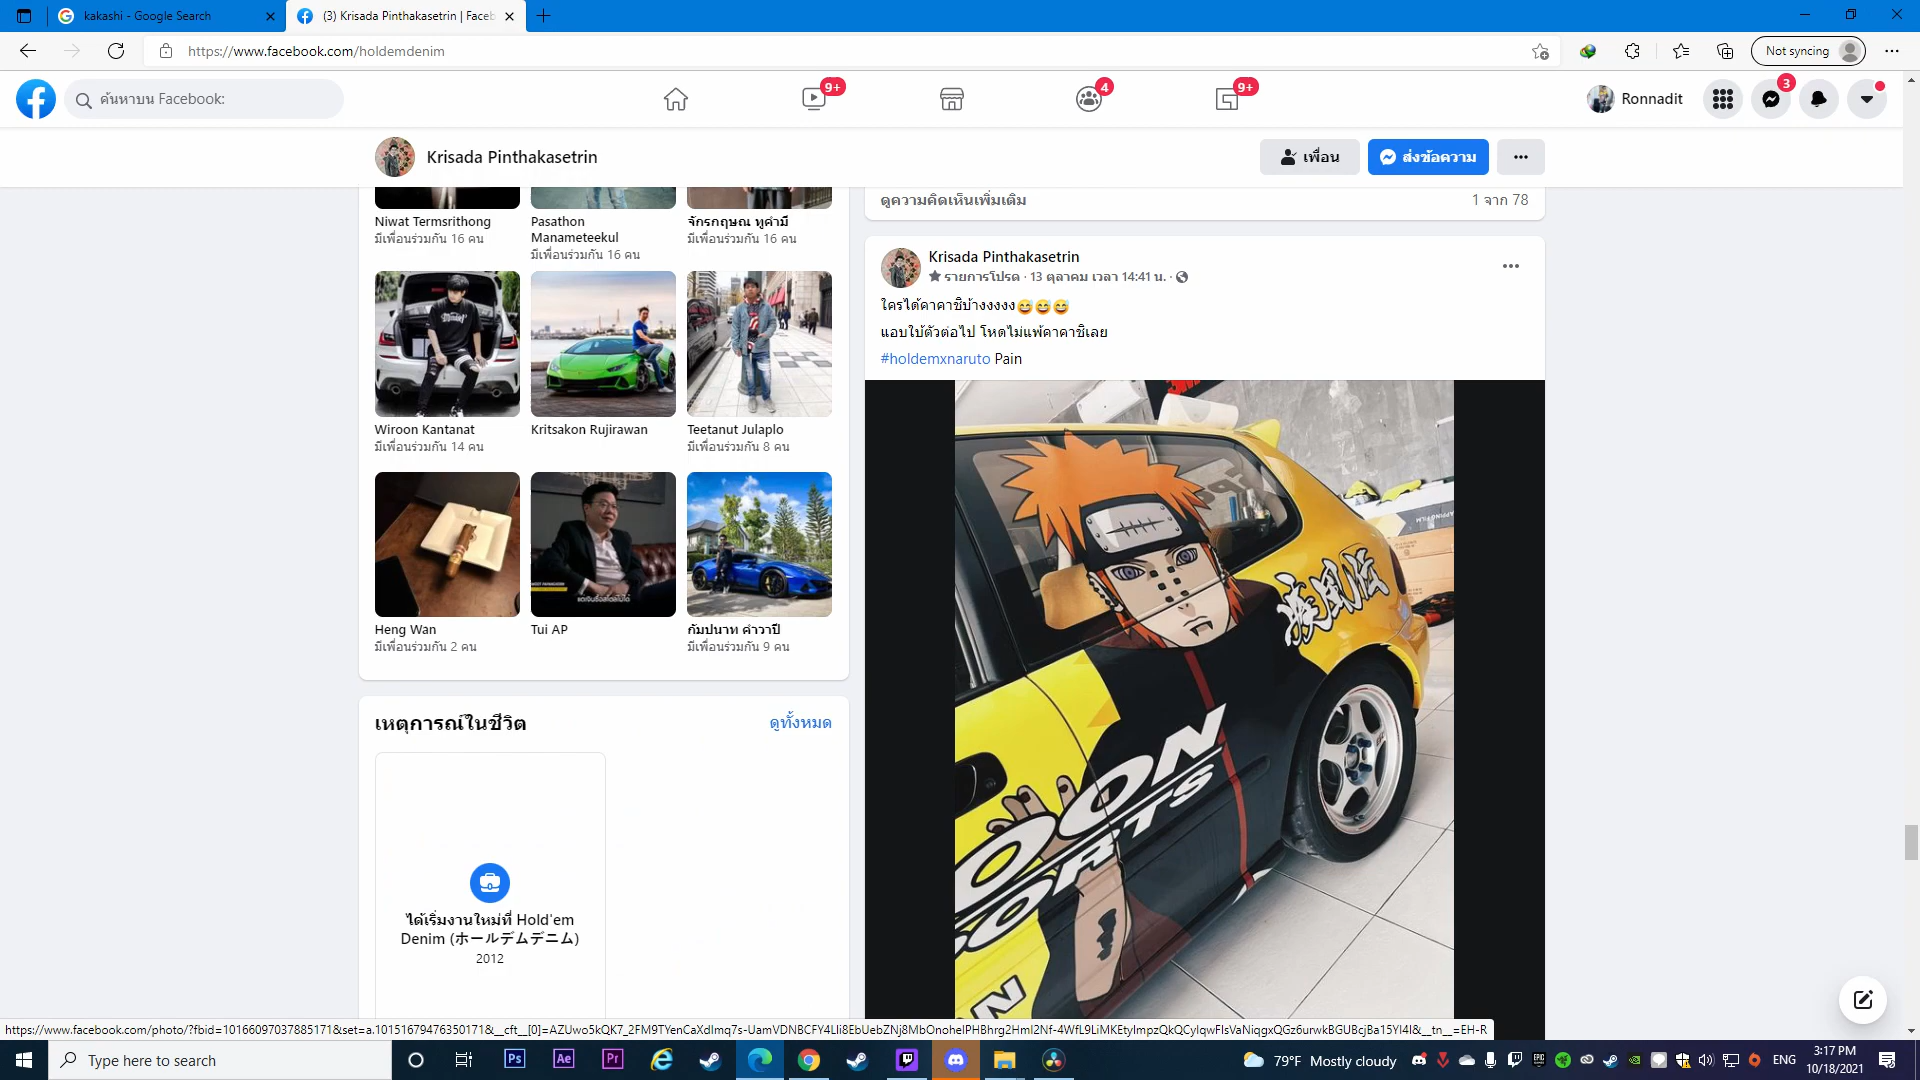 kakashi - Google Search
(3) Krisada Pinthakasetrin | Faceb
https://www.facebook.com/holdemdenim
Not syncing
ค้นหาบน Facebook:
9+
4
9+
Ronnadit
3
Krisada Pinthakasetrin
เพื่อน
ส่งข้อความ
Niwat Termsrithong
มีเพื่อนร่วมกัน 16 คน
Pasathon
Manameteekul
มีเพื่อนร่วมกัน 16 คน
จักรกฤษณ ทูคำมี
มีเพื่อนร่วมกัน 16 คน
Wiroon Kantanat
มีเพื่อนร่วมกัน 14 คน
Kritsakon Rujirawan
Teetanut Julaplo
มีเพื่อนร่วมกัน 8 คน
Heng Wan
มีเพื่อนร่วมกัน 2 คน
Tui AP
กัมปนาท คำวาปี
มีเพื่อนร่วมกัน 9 คน
เหตุการณ์ในชีวิต
ดูทั้งหมด
ได้เริ่มงานใหม่ที่ Hold'em
Denim (ホールデムデニム)
2012
ดูความคิดเห็นเพิ่มเติม
1 จาก 78
Krisada Pinthakasetrin
รายการโปรด · 13 ตุลาคม เวลา 14:41 น. ·
ใครได้คาคาชิบ้างงงงง😅😅😅
แอบใบ้ตัวต่อไป โหดไม่แพ้คาคาชิเลย
#holdemxnaruto Pain
疾風伝
OON
SORTS
Type here to search
79°F Mostly cloudy
ENG
3:17 PM
10/18/2021